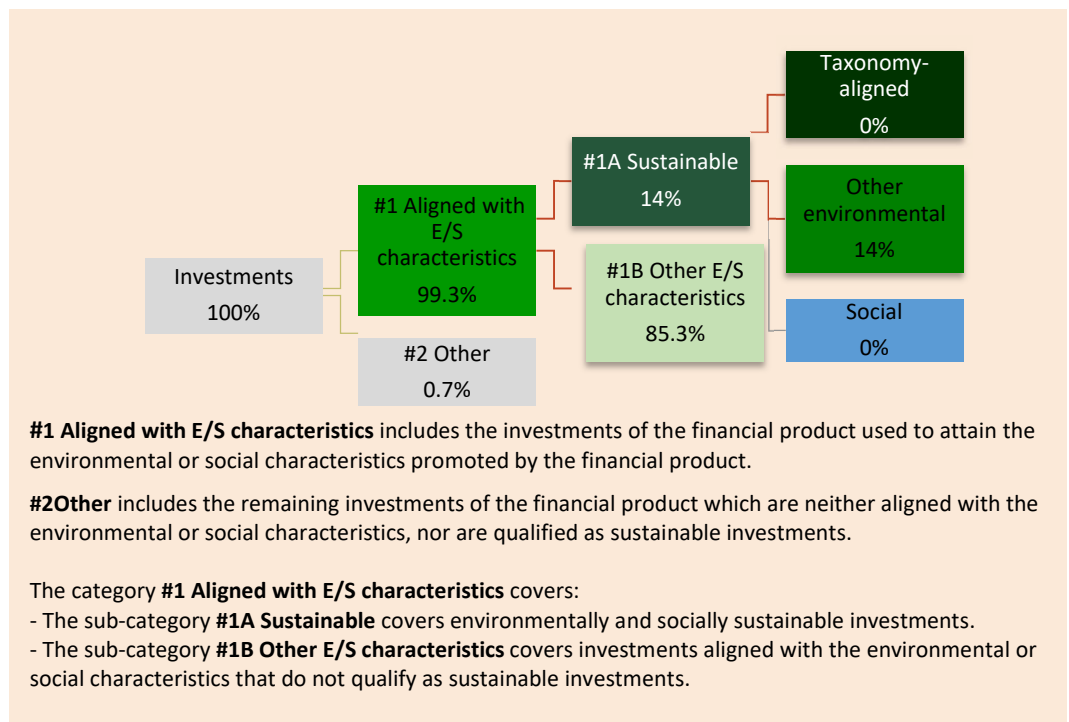 Taxonomy-
aligned
0%
#1A Sustainable
14%
Other
environmental
14%
#1 Aligned with
E/S
characteristics
99.3%
#1B Other E/S
characteristics
85.3%
Investments
100%
Social
0%
#2 Other
0.7%
#1 Aligned with E/S characteristics includes the investments of the financial product used to attain the
environmental or social characteristics promoted by the financial product.
#2Other includes the remaining investments of the financial product which are neither aligned with the
environmental or social characteristics, nor are qualified as sustainable investments.
The category #1 Aligned with E/S characteristics covers:
- The sub-category #1A Sustainable covers environmentally and socially sustainable investments.
- The sub-category #1B Other E/S characteristics covers investments aligned with the environmental or
social characteristics that do not qualify as sustainable investments.